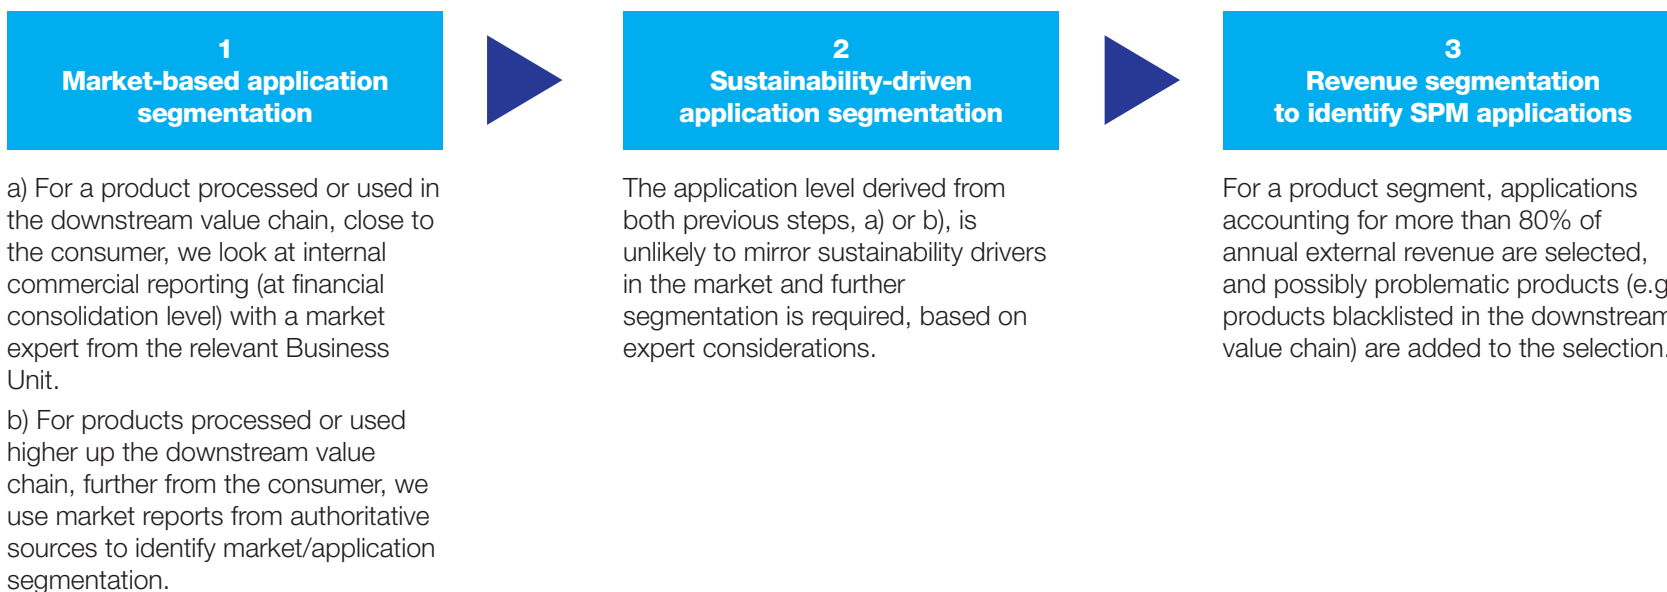 1
Market-based application
segmentation
a) For a product processed or used in
the downstream value chain, close to
the consumer, we look at internal
commercial reporting (at financial
consolidation level) with a market
expert from the relevant Business
Unit.
b) For products processed or used
higher up the downstream value
chain, further from the consumer, we
use market reports from authoritative
sources to identify market/application
segmentation.
2
Sustainability-driven
application segmentation
The application level derived from
both previous steps, a) or b), is
unlikely to mirror sustainability drivers
in the market and further
segmentation is required, based on
expert considerations.
3
Revenue segmentation
to identify SPM applications
For a product segment, applications
accounting for more than 80% of
annual external revenue are selected,
and possibly problematic products (e.g
products blacklisted in the downstream
value chain) are added to the selection.